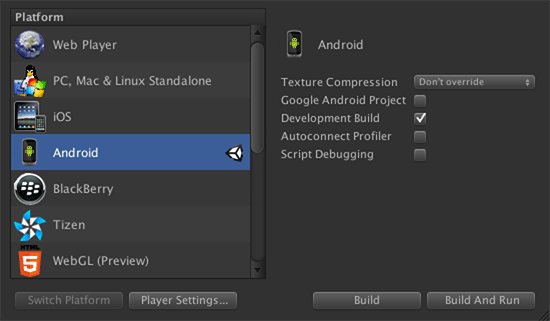 Platform
Web Player
PC, Mac & Linux Standalone
iOS
Android
BlackBerry
Tizen
HTML
5
WebGL (Preview)
Switch Platform
Player Settings...
Android
Texture Compression Don't override
Google Android Project
Development Build
Autoconnect Profiler
Script Debugging
Build
Build And Run